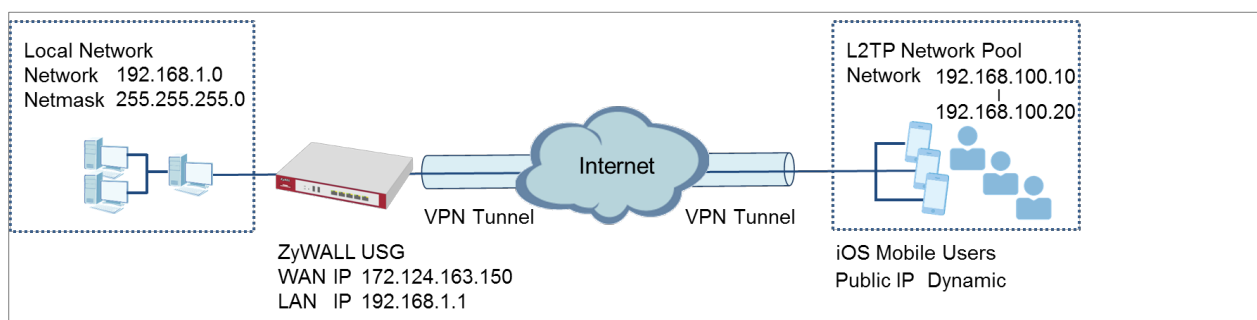 Local Network
Network 192.168.1.0
Netmask 255.255.255.0
L2TP Network Pool
Network 192.168.100.10
|
192.168.100.20
Internet
VPN Tunnel
VPN Tunnel
ZyWALL USG
WAN IP 172.124.163.150
LAN IP 192.168.1.1
iOS Mobile Users
Public IP Dynamic